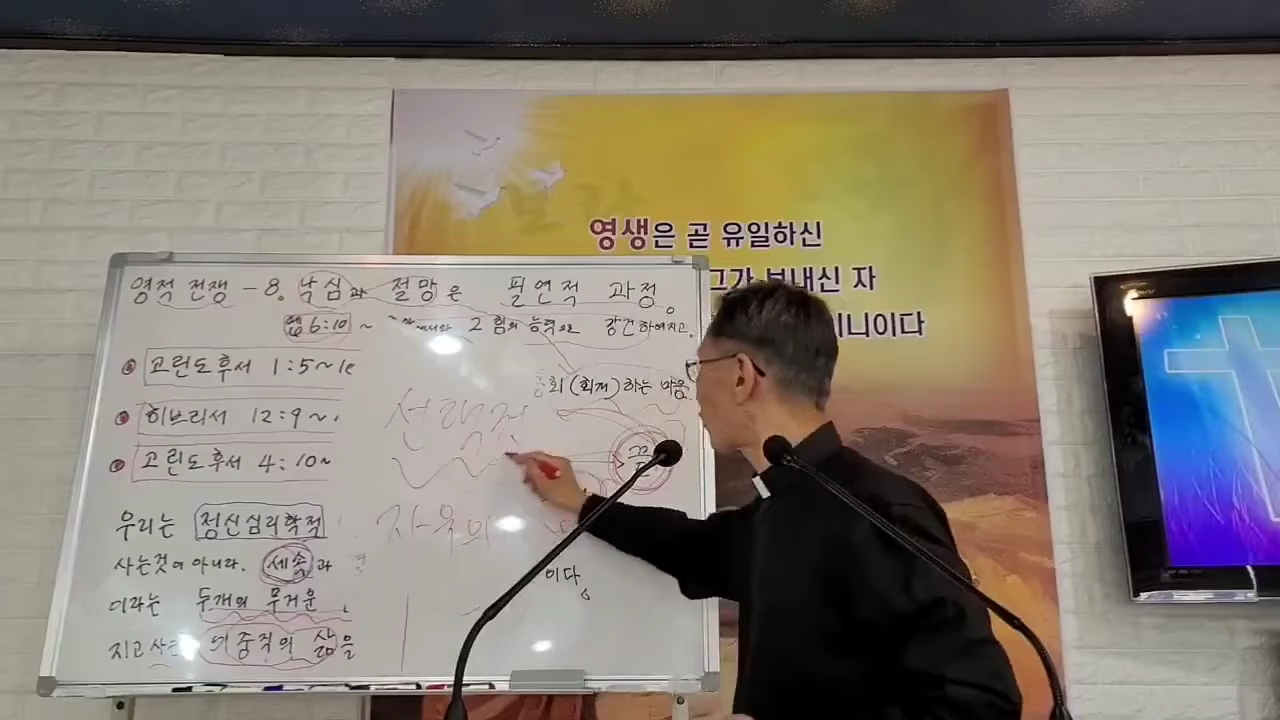 영생은 곧 유일하신
그가 보내신 자
이니이다
영적 전쟁 - 8. 낙심과 절망은 필연적 과정。
엡 6:10 ~ 2 힘의 능력으로 강건하여지고.
고린도후서 1:5~1
회(회개)하는 마음
히브리서 12:9~
선택적
고린도후서 4:10~
끈
우리는 정신심리학적
자유의
사는것이 아니라. 세속과
이다。
이라는 두개의 무거운
지고 사는 이중적의 삶을